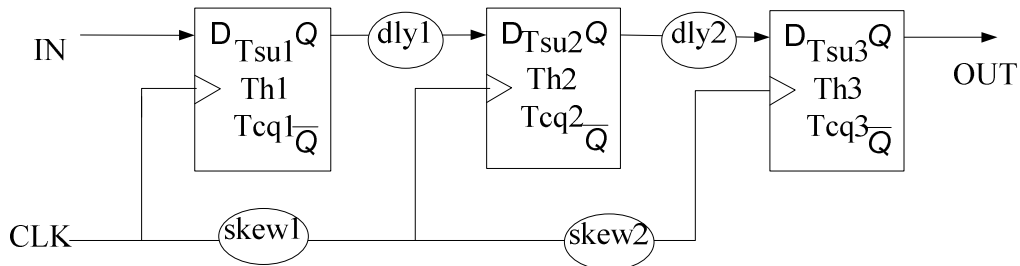 IN
D Tsu1 Q
Th1
Tcq1 Q
dly1
D Tsu2 Q
Th2
Tcq2 Q
dly2
D Tsu3 Q
Th3
Tcq3 Q
OUT
CLK
skew1
skew2